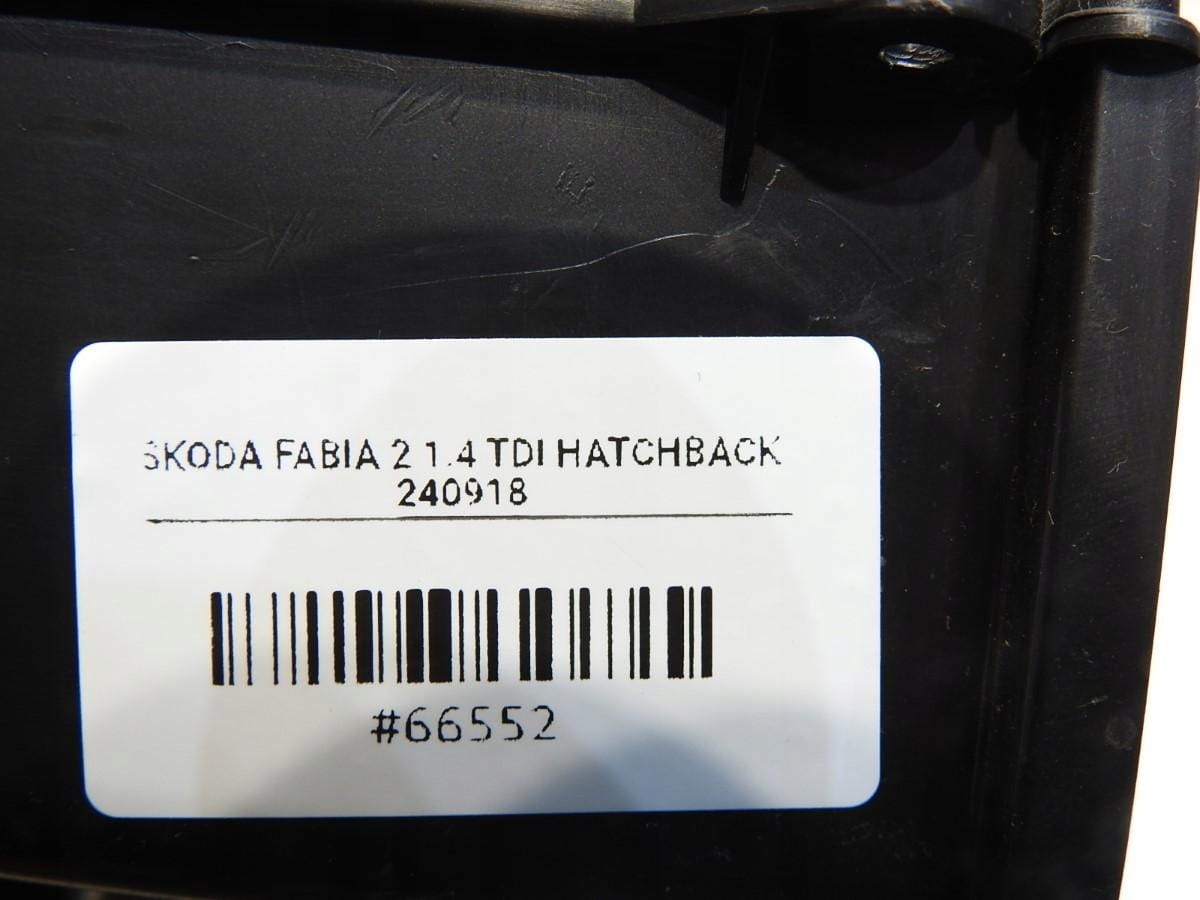 SKODA FABIA 2 1.4 TDI HATCHBACK
240918
#66552